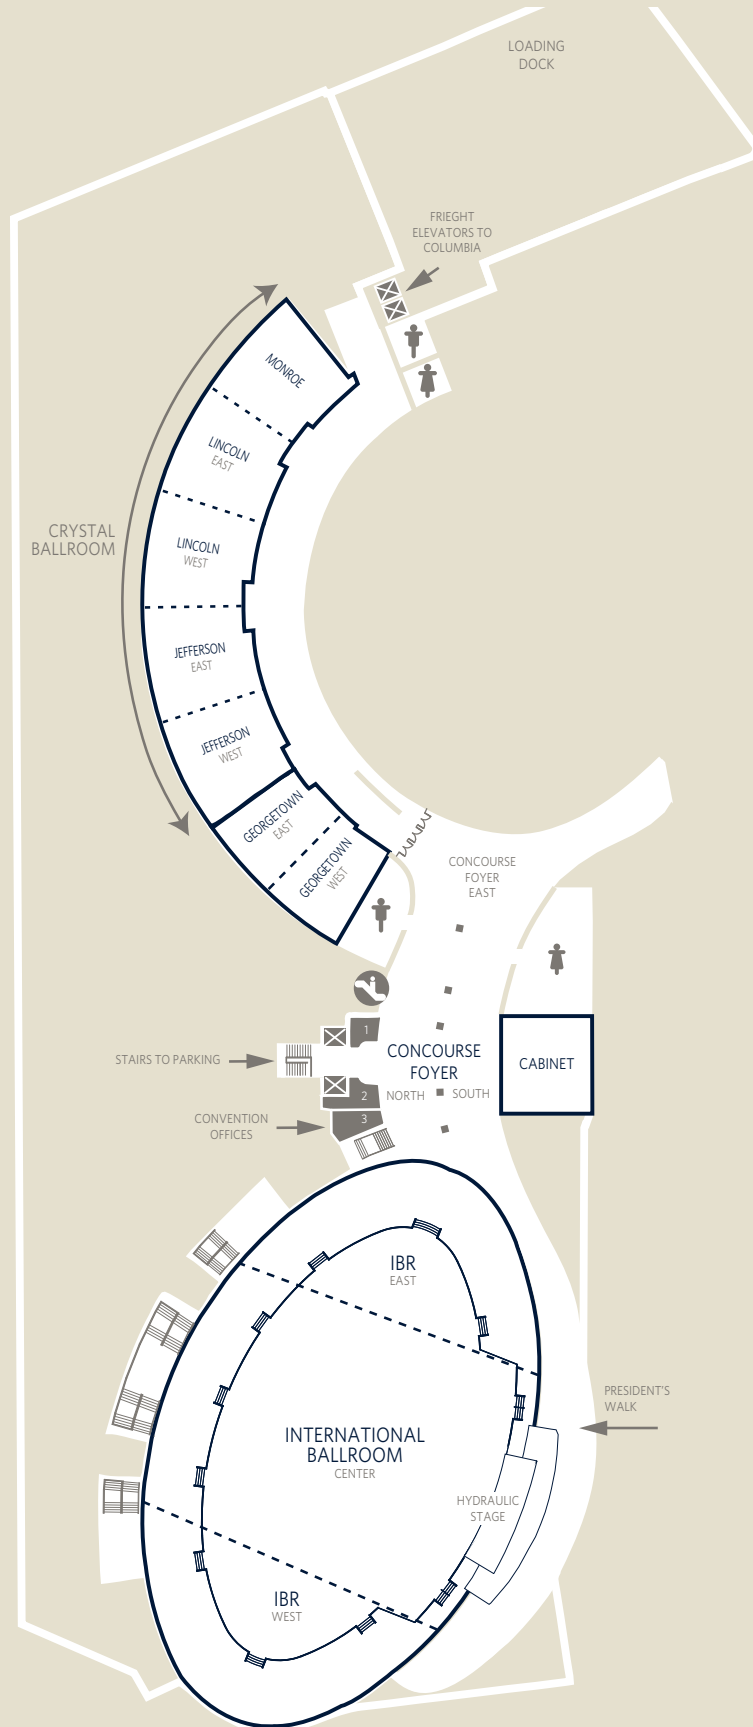 LOADING
DOCK
FRIEGHT
ELEVATORS TO
COLUMBIA
MONROE
LINCOLN
EAST
CRYSTAL
BALLROOM
LINCOLN
WEST
JEFFERSON
EAST
JEFFERSON
WEST
GEORGETOWN
EAST
GEORGETOWN
WEST
CONCOURSE
FOYER
EAST
1
STAIRS TO PARKING
CONCOURSE
FOYER
CABINET
2
NORTH
SOUTH
CONVENTION
OFFICES
3
IBR
EAST
PRESIDENT'S
WALK
INTERNATIONAL
BALLROOM
CENTER
HYDRAULIC
STAGE
IBR
WEST